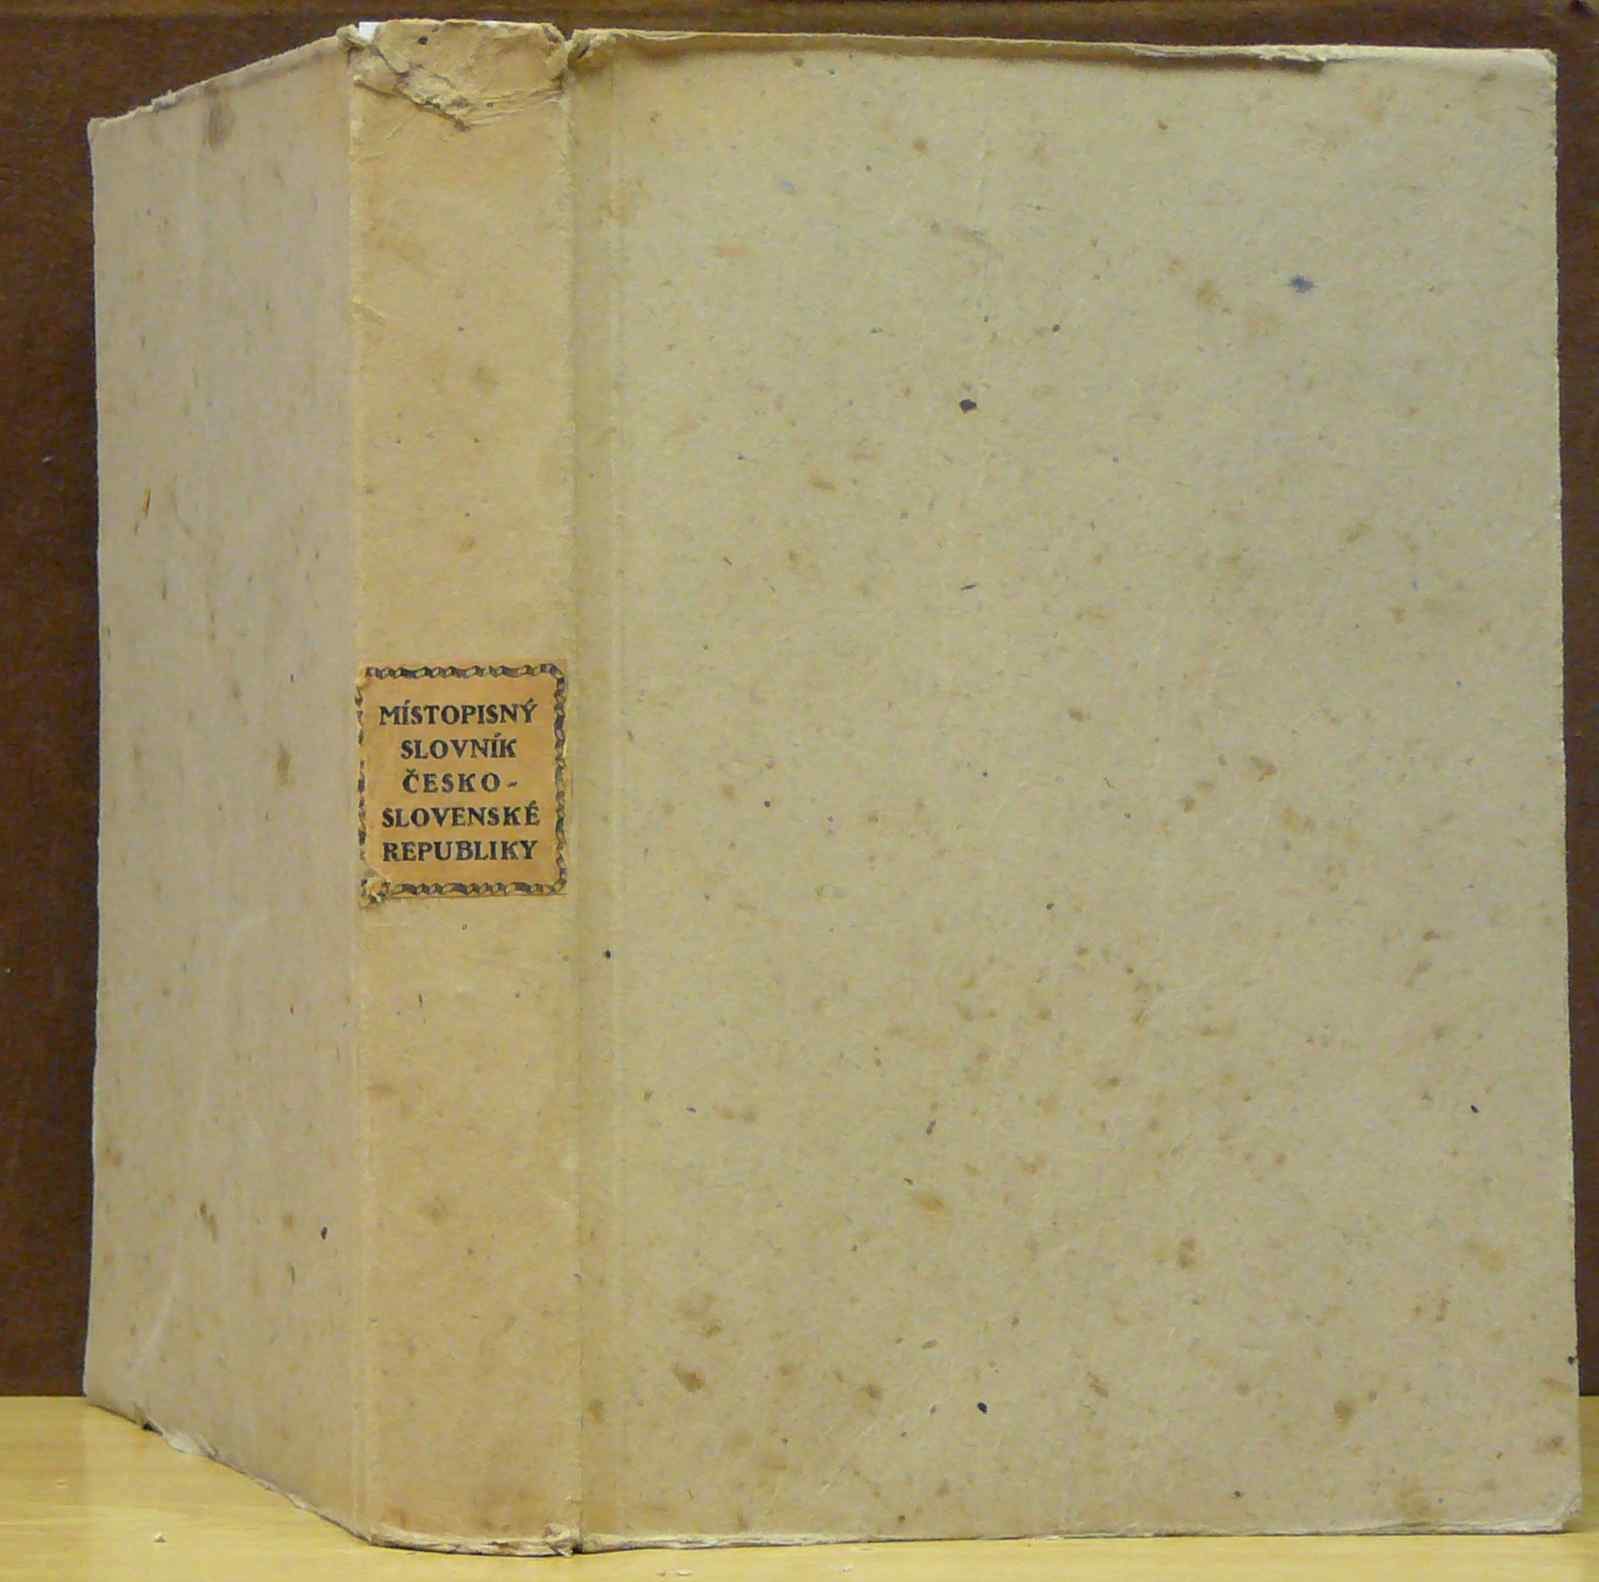 MÍSTOPISNÝ
SLOVNÍK
ČESKO-
SLOVENSKÉ
REPUBLIKY